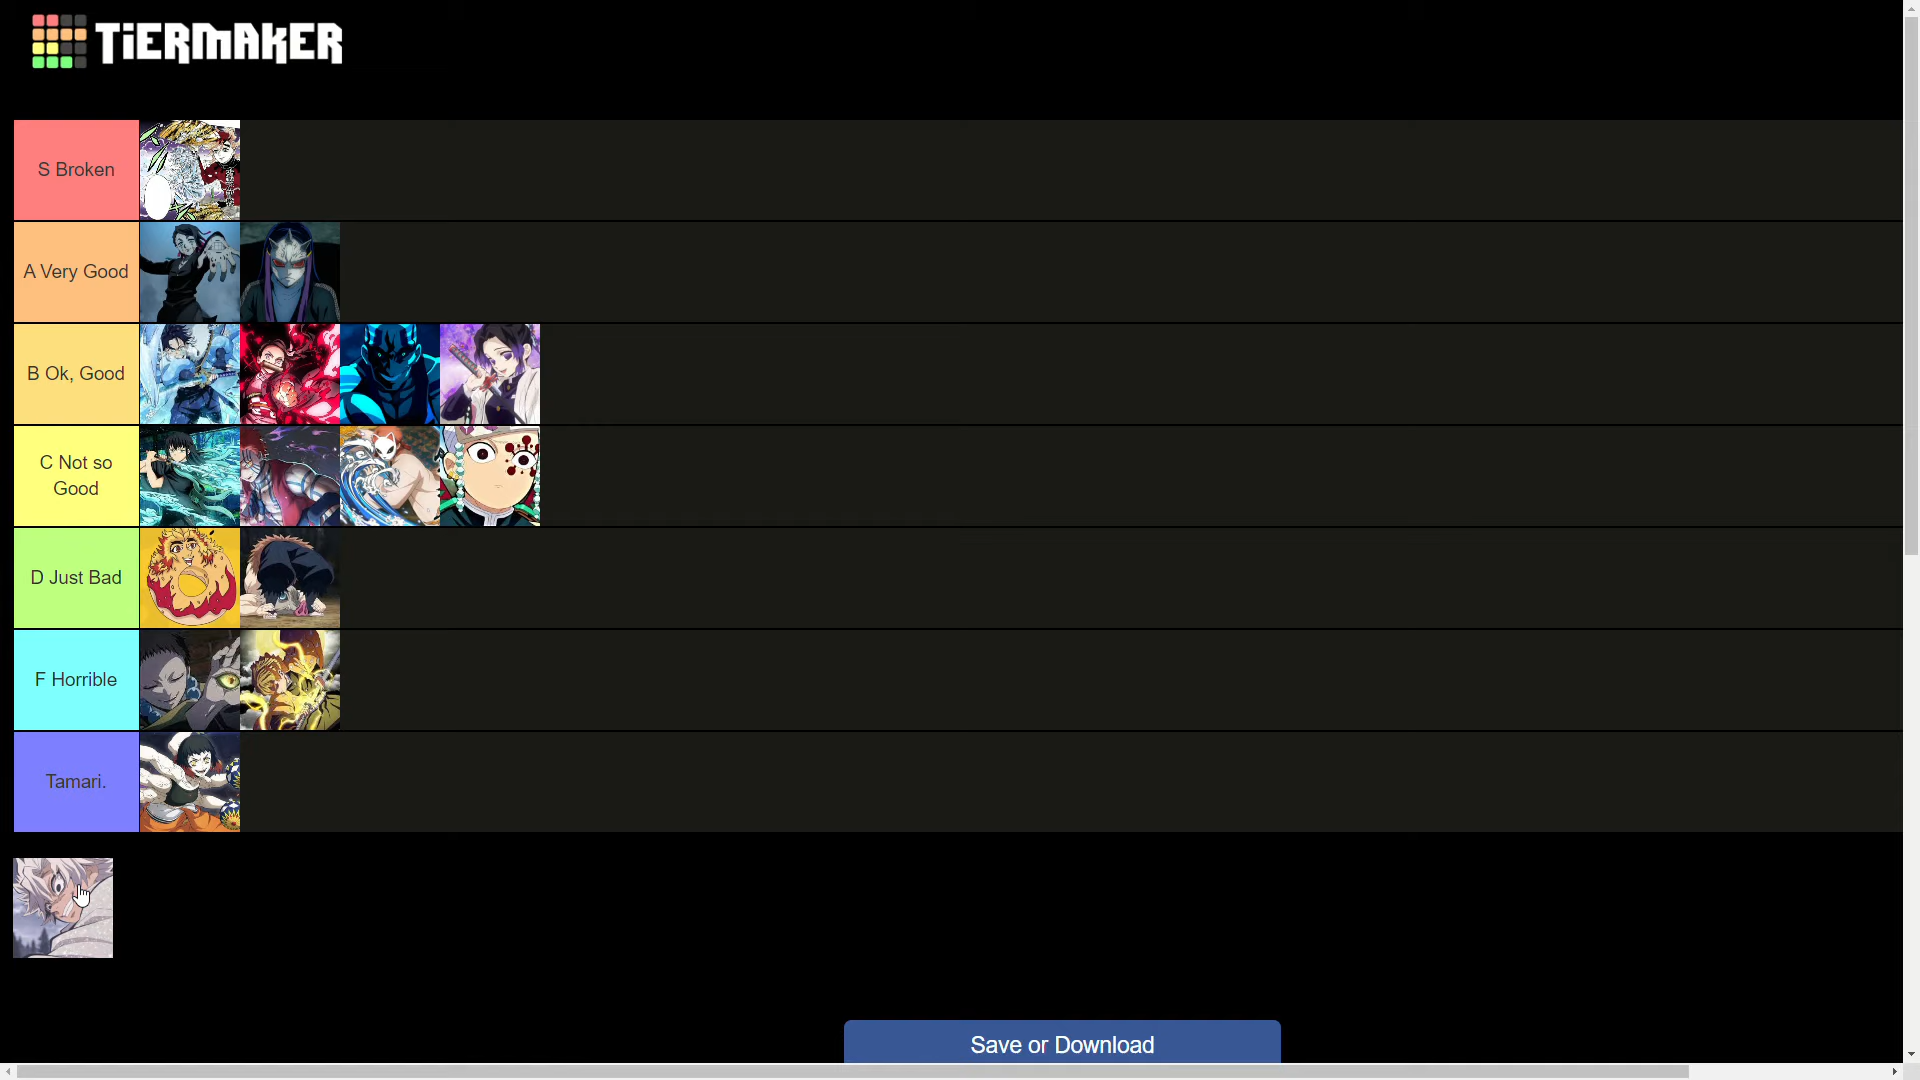 TiERMAKER
S Broken
A Very Good
B Ok, Good
C Not so
Good
D Just Bad
F Horrible
Tamari.
Save or Download